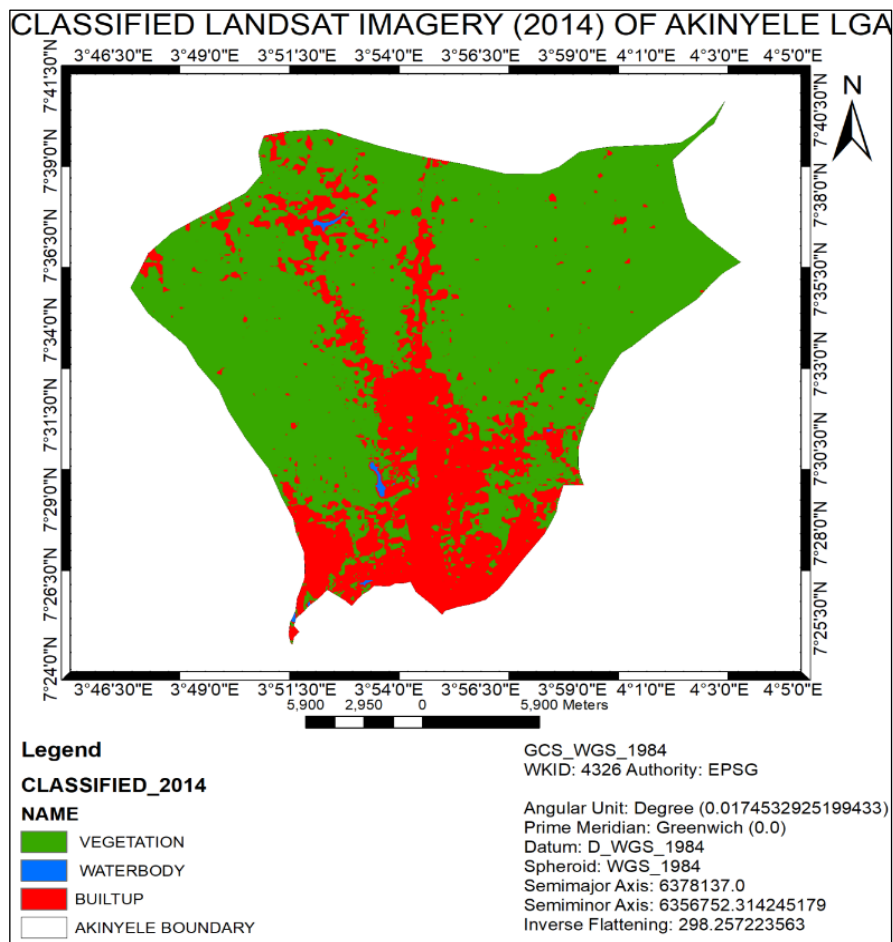 CLASSIFIED LANDSAT IMAGERY (2014) OF AKINYELE LGA
3°46'30"E 3°49'0"E 3°51'30"E 3°54'0"E 3°56'30"E 3°59'0"E 4°1'0"E 4°3'0"E 4°5'0"E
7°41'30"N
7°39'0"N
7°36'30"N
7°34'0"N
7°31'30"N
7°29'0"N
7°26'30"N
7°24'0"N
N
7°40'30"N
7°38'0"N
7°35'30"N
7°33'0"N
7°30'30"N
7°28'0"N
7°25'30"N
3°46'30"E 3°49'0"E 3°51'30"E 3°54'0"E 3°56'30"E 3°59'0"E 4°1'0"E 4°3'0"E 4°5'0"E
5,900 2,950 0 5,900 Meters
Legend
CLASSIFIED_2014
NAME
VEGETATION
WATERBODY
BUILTUP
AKINYELE BOUNDARY
GCS_WGS_1984
WKID: 4326 Authority: EPSG
Angular Unit: Degree (0.0174532925199433)
Prime Meridian: Greenwich (0.0)
Datum: D_WGS_1984
Spheroid: WGS_1984
Semimajor Axis: 6378137.0
Semiminor Axis: 6356752.314245179
Inverse Flattening: 298.257223563